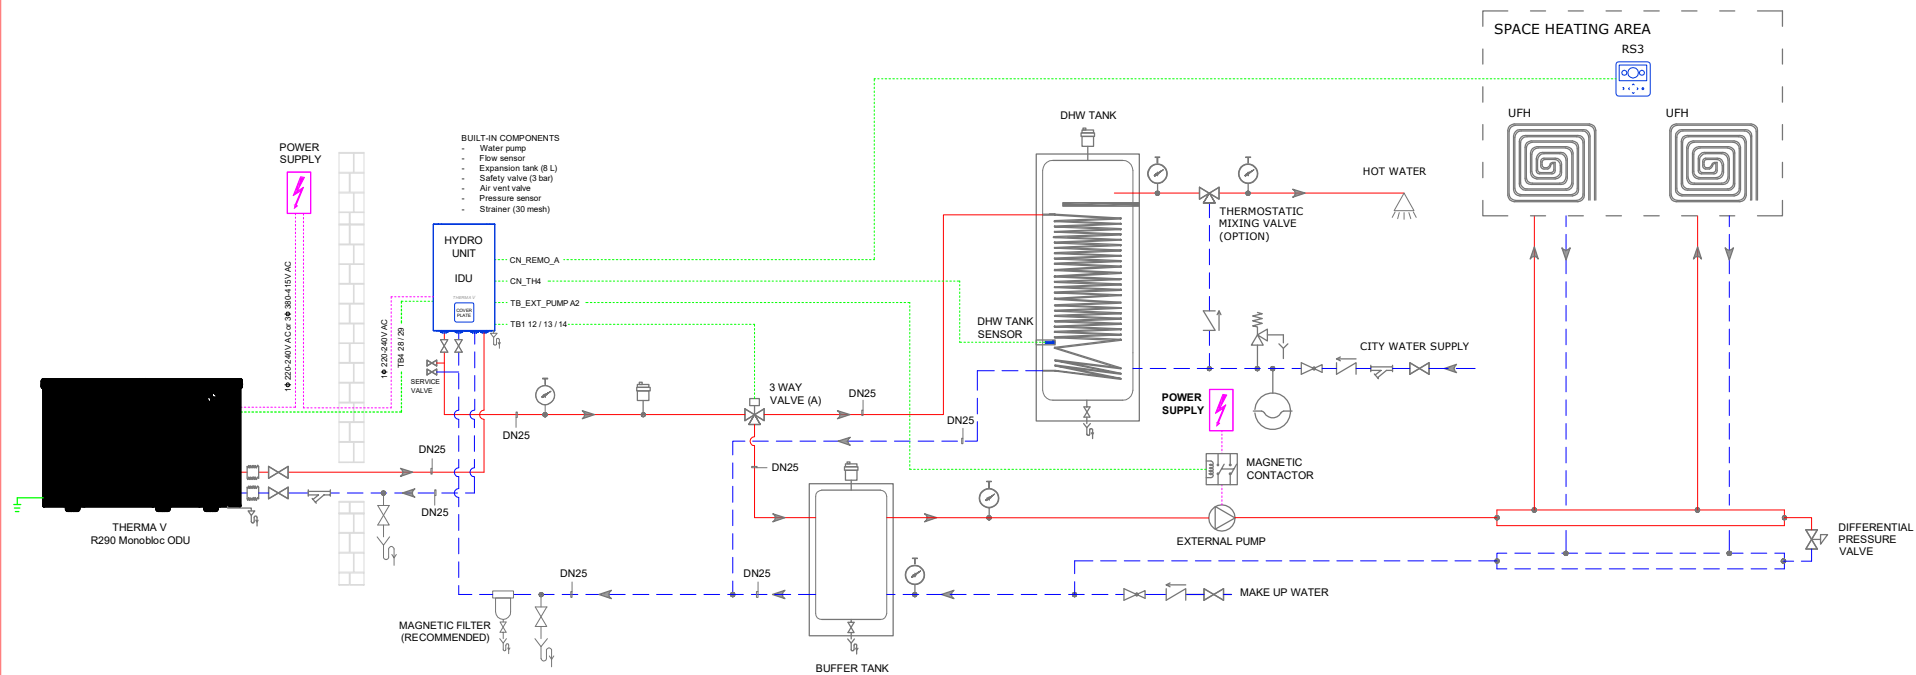 SPACE HEATING AREA
RS3
UFH
UFH
DHW TANK
HOT WATER
THERMOSTATIC
MIXING VALVE
(OPTION)
POWER
SUPPLY
BUILT-IN COMPONENTS
- Water pump
- Flow sensor
- Expansion tank (8 L)
- Safety valve (3 bar)
- Air vent valve
- Pressure sensor
- Strainer (30 mesh)
HYDRO
UNIT
IDU
THERMA V
COVER
PLATE
CN_REMO_A
CN_TH4
TB_EXT_PUMP A2
TB1 12 / 13 / 14
1Φ 220-240V AC or 3Φ 380-415V AC
1Φ 220-240V AC
TB4 28 / 29
DHW TANK
SENSOR
CITY WATER SUPPLY
SERVICE
VALVE
3 WAY
VALVE (A)
DN25
DN25
DN25
DN25
DN25
DN25
POWER
SUPPLY
MAGNETIC
CONTACTOR
EXTERNAL PUMP
THERMA V
R290 Monobloc ODU
DIFFERENTIAL
PRESSURE
VALVE
DN25
DN25
MAKE UP WATER
MAGNETIC FILTER
(RECOMMENDED)
BUFFER TANK